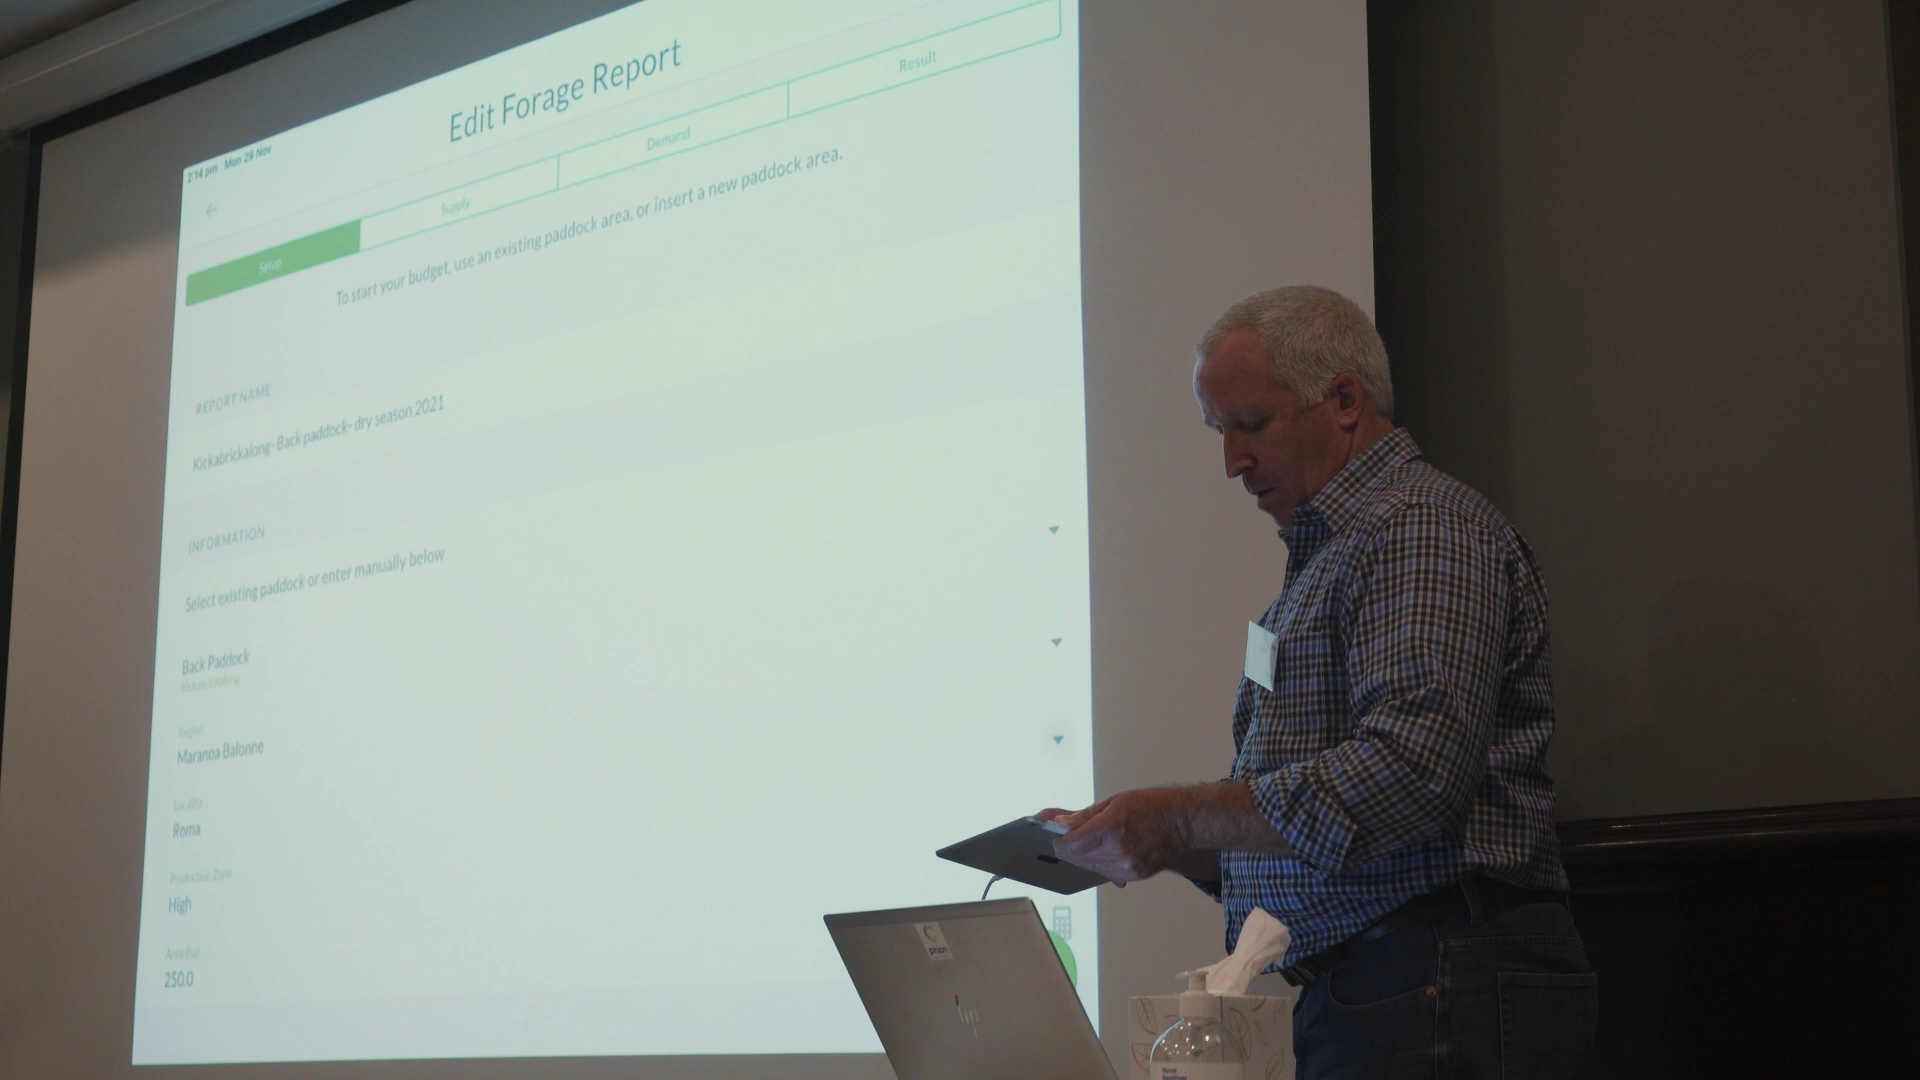 2:14 pm Mon 29 Nov
Edit Forage Report
Setup
Supply
Demand
Result
To start your budget, use an existing paddock area, or insert a new paddock area.
REPORT NAME
Kickabrickalong- Back paddock- dry season 2021
INFORMATION
Select existing paddock or enter manually below
Back Paddock
Kickabrickalong
Region
Maranoa Balonne
Locality
Roma
Production Zone
High
Area (ha)
250.0
pinion
hp
Hand
Sanitiser